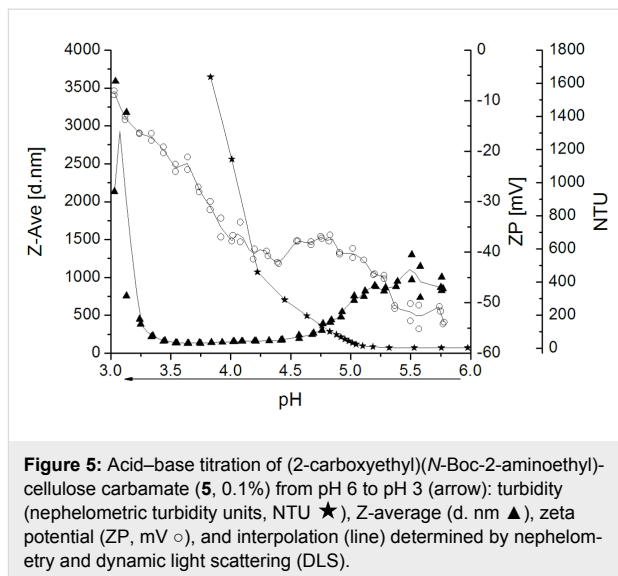 4000
3500
3000
2500
2000
1500
1000
500
0
Z-Ave [d.nm]
3.0 3.5 4.0 4.5 5.0 5.5 6.0
pH
0
-10
-20
-30
-40
-50
-60
ZP [mV]
1800
1600
1400
1200
1000
800
600
400
200
0
NTU
Figure 5: Acid–base titration of (2-carboxyethyl)(N-Boc-2-aminoethyl)-
cellulose carbamate (5, 0.1%) from pH 6 to pH 3 (arrow): turbidity
(nephelometric turbidity units, NTU ★), Z-average (d. nm ▲), zeta
potential (ZP, mV ○), and interpolation (line) determined by nephelom-
etry and dynamic light scattering (DLS).